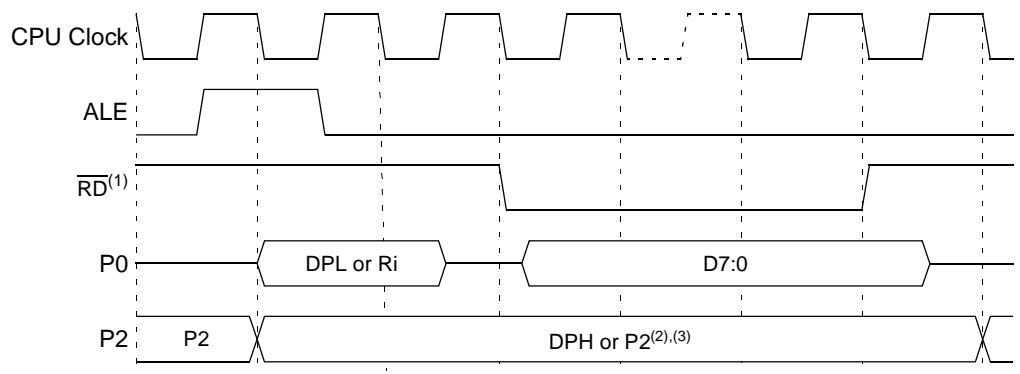 CPU Clock
ALE
RD(1)
P0 DPL or Ri D7:0
P2 P2 DPH or P2(2),(3)